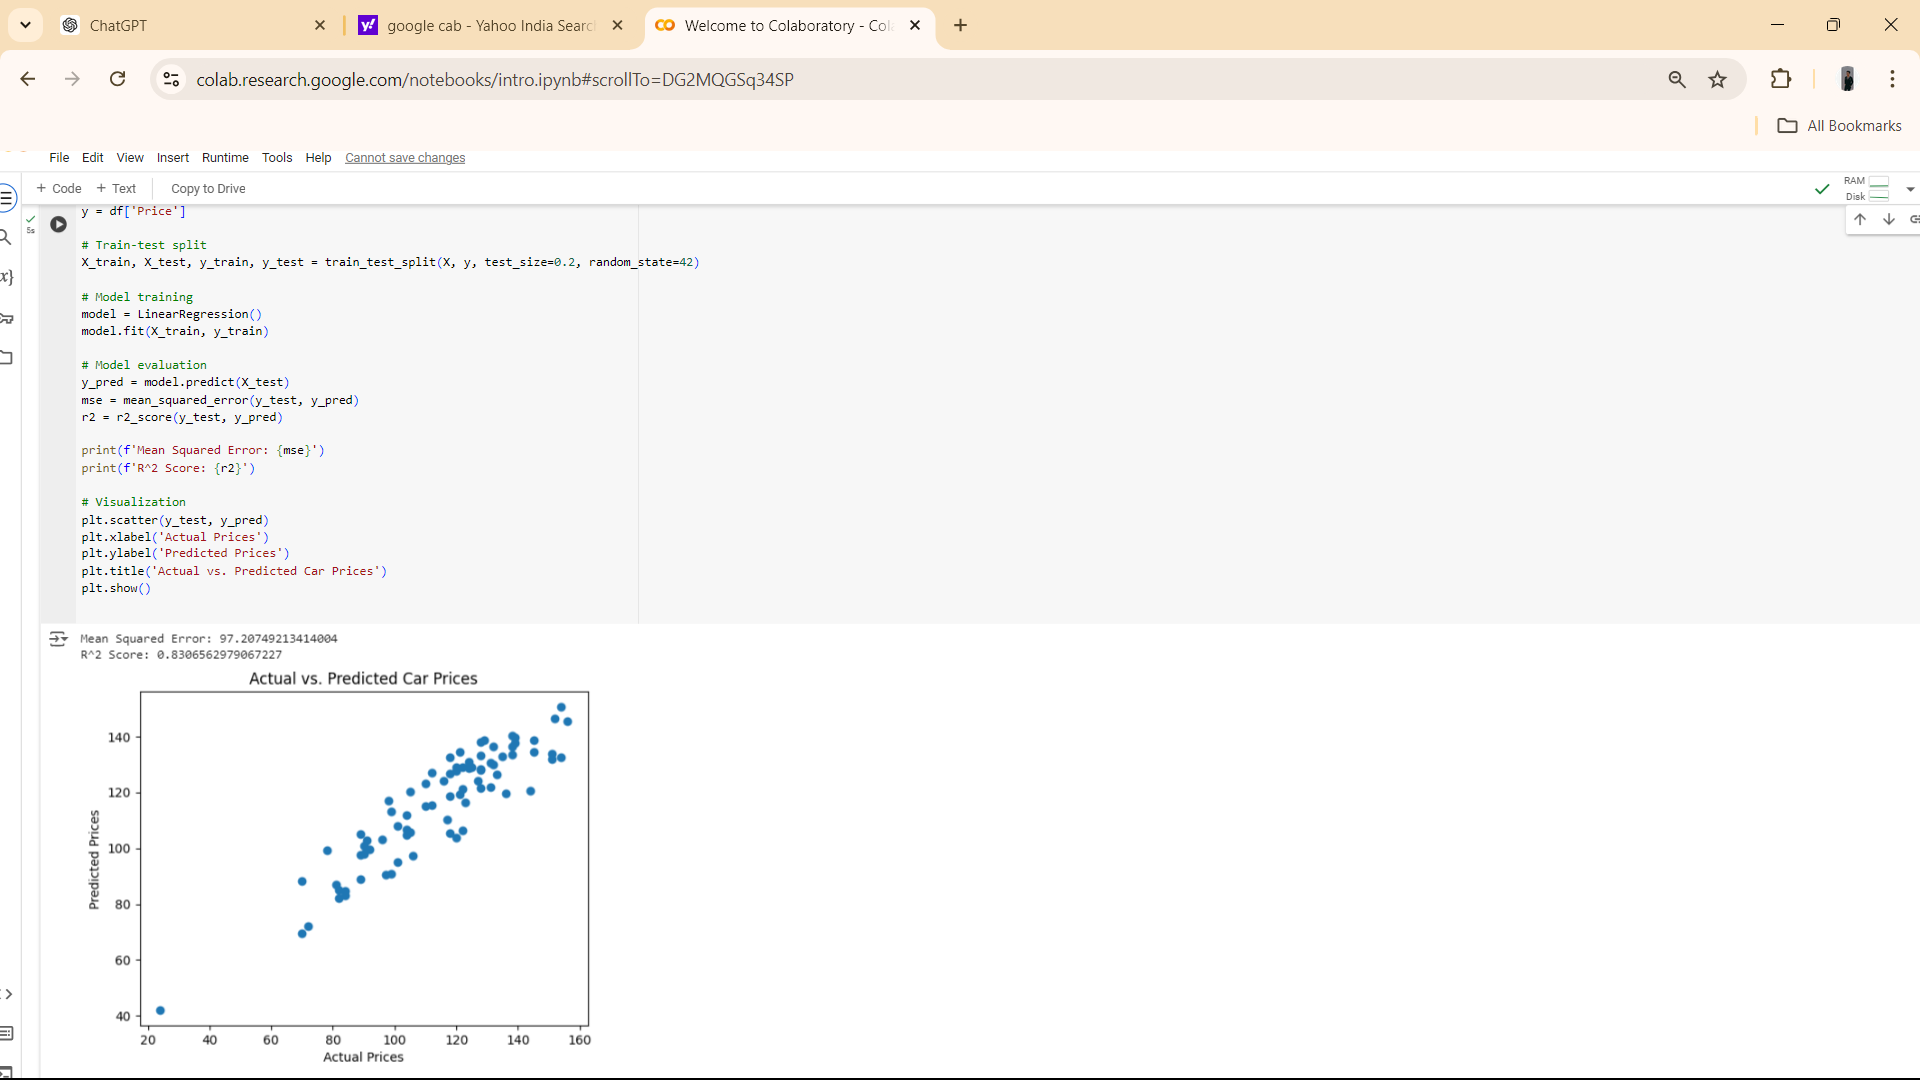 ChatGPT
google cab - Yahoo India Searc
Welcome to Colaboratory - Col
colab.research.google.com/notebooks/intro.ipynb#scrollTo=DG2MQGSq34SP
All Bookmarks
File Edit View Insert Runtime Tools Help Cannot save changes
+ Code + Text Copy to Drive
RAM
Disk
5s
y = df['Price']
# Train-test split
X_train, X_test, y_train, y_test = train_test_split(X, y, test_size=0.2, random_state=42)
# Model training
model = LinearRegression()
model.fit(X_train, y_train)
# Model evaluation
y_pred = model.predict(X_test)
mse = mean_squared_error(y_test, y_pred)
r2 = r2_score(y_test, y_pred)
print(f'Mean Squared Error: {mse}')
print(f'R^2 Score: {r2}')
# Visualization
plt.scatter(y_test, y_pred)
plt.xlabel('Actual Prices')
plt.ylabel('Predicted Prices')
plt.title('Actual vs. Predicted Car Prices')
plt.show()
Mean Squared Error: 97.20749213414004
R^2 Score: 0.8306562979067227
Actual vs. Predicted Car Prices
Predicted Prices
140
120
100
80
60
40
20 40 60 80 100 120 140 160
Actual Prices